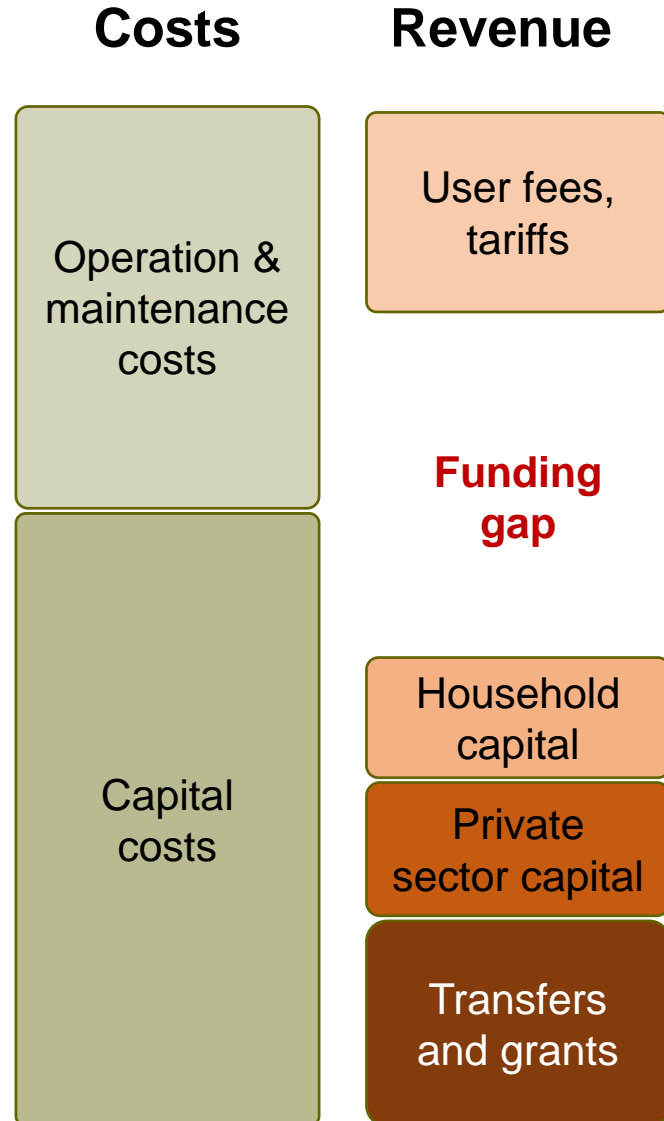 Costs
Revenue
Operation &
maintenance
costs
Capital
costs
User fees,
tariffs
Funding
gap
Household
capital
Private
sector capital
Transfers
and grants